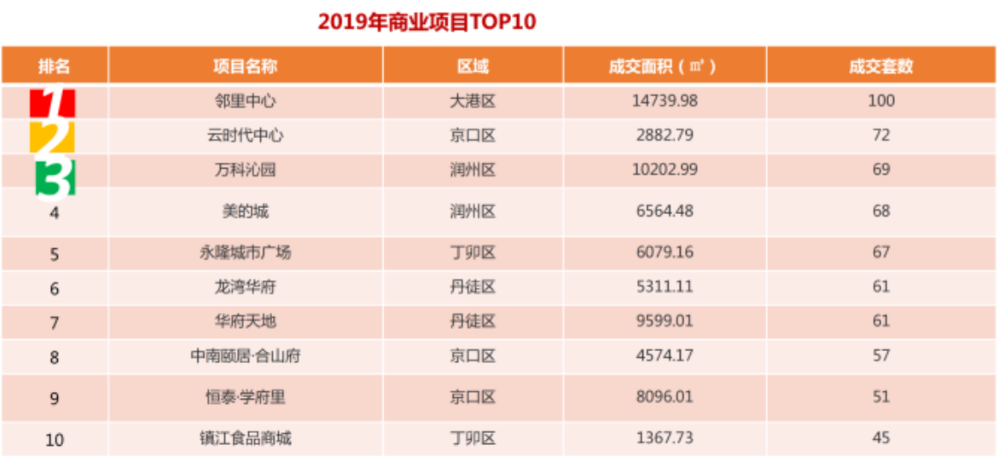 2019年商业项目TOP10
排名 项目名称 区域 成交面积（㎡） 成交套数
1 邻里中心 大港区 14739.98 100
2 云时代中心 京口区 2882.79 72
3 万科沁园 润州区 10202.99 69
4 美的城 润州区 6564.48 68
5 永隆城市广场 丁卯区 6079.16 67
6 龙湾华府 丹徒区 5311.11 61
7 华府天地 丹徒区 9599.01 61
8 中南颐居·合山府 京口区 4574.17 57
9 恒泰·学府里 京口区 8096.01 51
10 镇江食品商城 丁卯区 1367.73 45